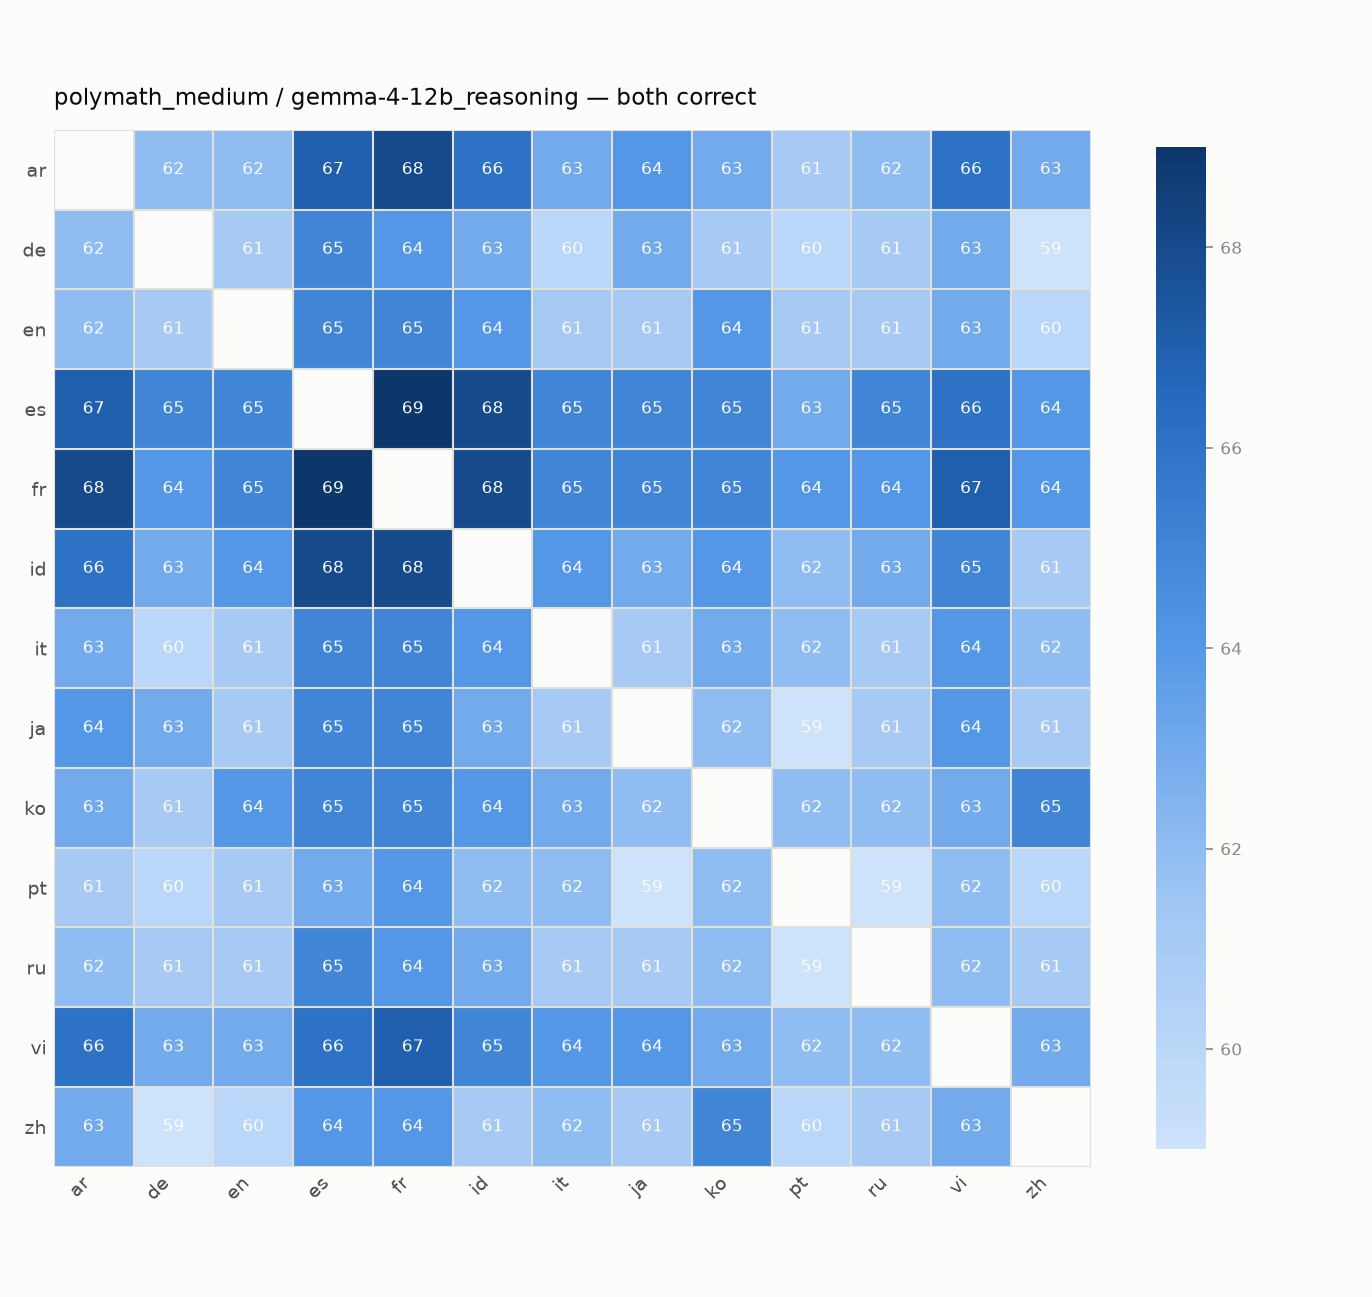 polymath_medium / gemma-4-12b_reasoning — both correct
ar 62 62 67 68 66 63 64 63 61 62 66 63
de 62 61 65 64 63 60 63 61 60 61 63 59
en 62 61 65 65 64 61 61 64 61 61 63 60
es 67 65 65 69 68 65 65 65 63 65 66 64
fr 68 64 65 69 68 65 65 65 64 64 67 64
id 66 63 64 68 68 64 63 64 62 63 65 61
it 63 60 61 65 65 64 61 63 62 61 64 62
ja 64 63 61 65 65 63 61 62 59 61 64 61
ko 63 61 64 65 65 64 63 62 62 62 63 65
pt 61 60 61 63 64 62 62 59 62 59 62 60
ru 62 61 61 65 64 63 61 61 62 59 62 61
vi 66 63 63 66 67 65 64 64 63 62 62 63
zh 63 59 60 64 64 61 62 61 65 60 61 63
ar de en es fr id it ja ko pt ru vi zh
68
66
64
62
60